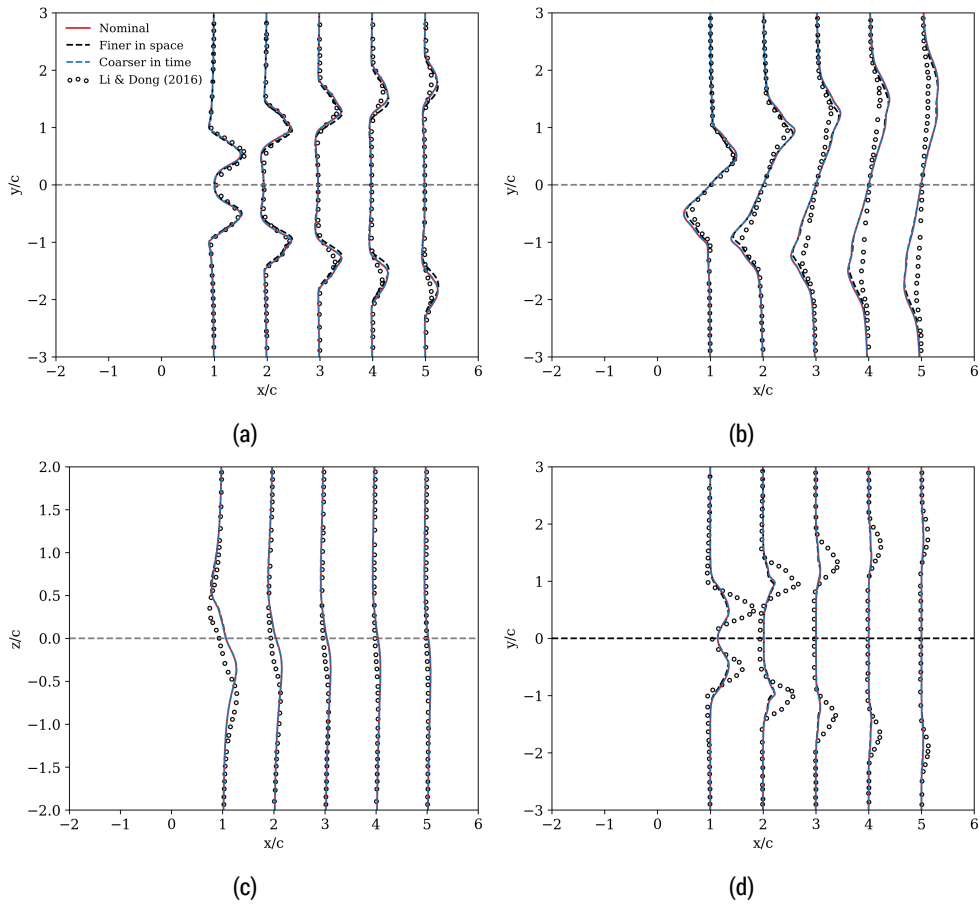 3
2
1
0
−1
−2
−3
y/c
−2 −1 0 1 2 3 4 5 6
x/c
Nominal
Finer in space
Coarser in time
Li & Dong (2016)
(a)
3
2
1
0
−1
−2
−3
y/c
−2 −1 0 1 2 3 4 5 6
x/c
(b)
2.0
1.5
1.0
0.5
0.0
−0.5
−1.0
−1.5
−2.0
z/c
−2 −1 0 1 2 3 4 5 6
x/c
(c)
3
2
1
0
−1
−2
−3
y/c
−2 −1 0 1 2 3 4 5 6
x/c
(d)